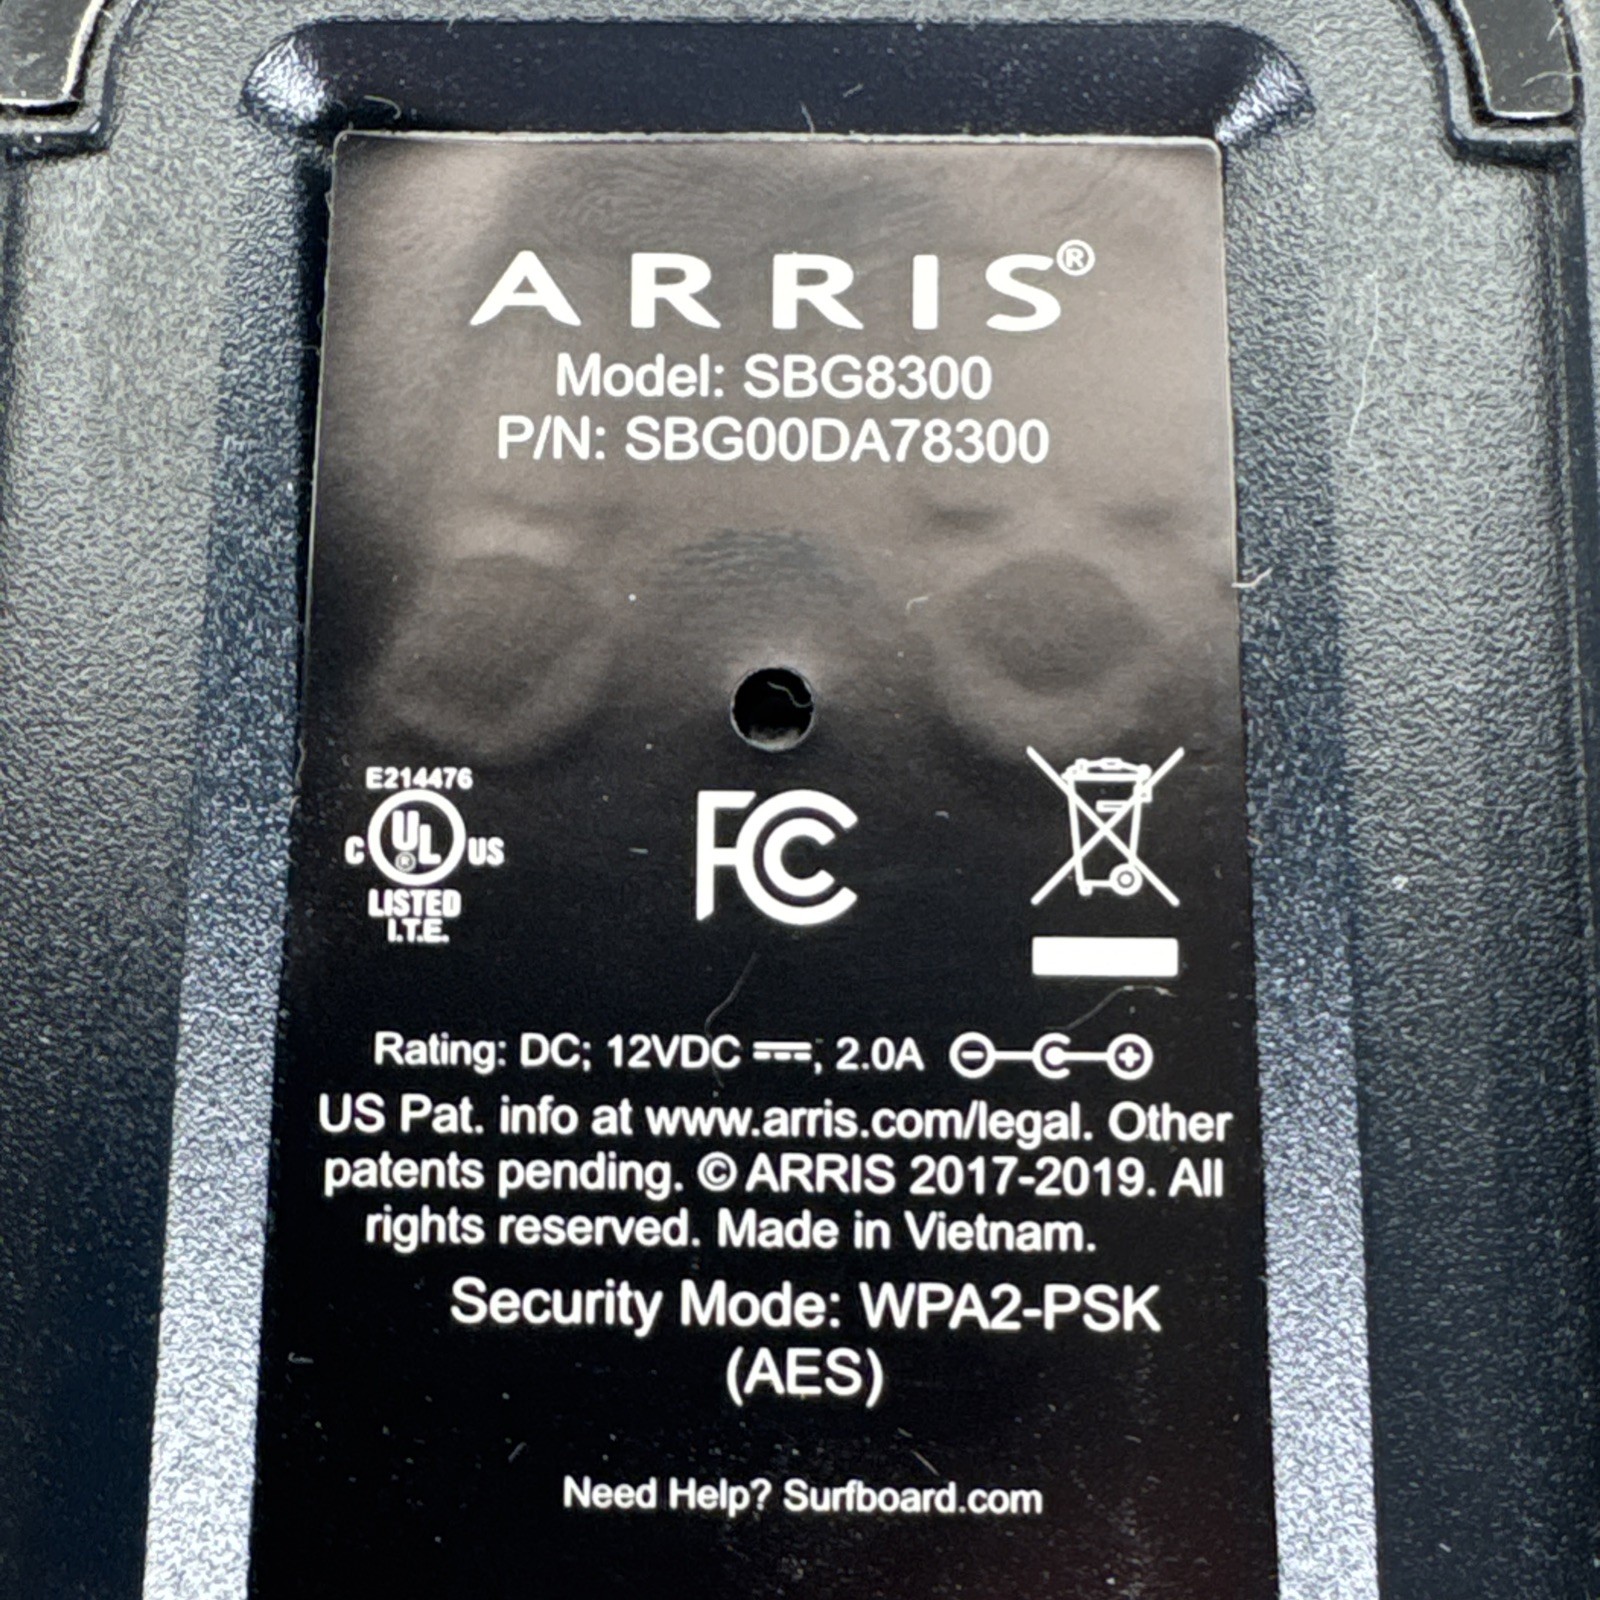 ARRIS®
Model: SBG8300
P/N: SBG00DA78300
E214476
C UL® US
LISTED
I.T.E.
FC
Rating: DC; 12VDC ⎓, 2.0A
US Pat. info at www.arris.com/legal. Other
patents pending. © ARRIS 2017-2019. All
rights reserved. Made in Vietnam.
Security Mode: WPA2-PSK
(AES)
Need Help? Surfboard.com